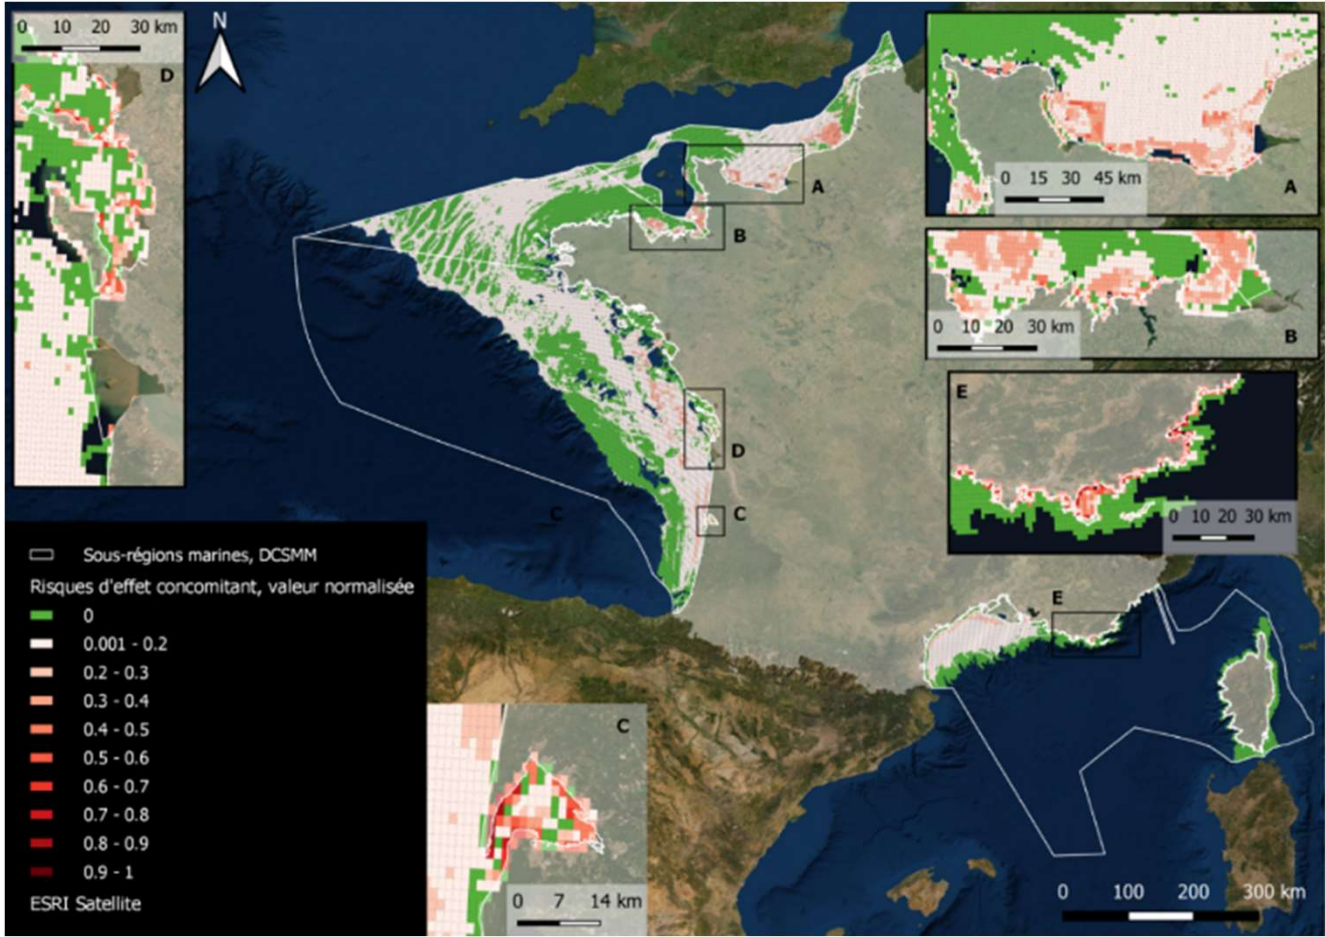 0 10 20 30 km
D
N
0 15 30 45 km
A
A
B
0 10 20 30 km
B
E
0 10 20 30 km
D
C
C
E
Sous-régions marines, DCSMM
Risques d'effet concomitant, valeur normalisée
0
0.001 - 0.2
0.2 - 0.3
0.3 - 0.4
0.4 - 0.5
0.5 - 0.6
0.6 - 0.7
0.7 - 0.8
0.8 - 0.9
0.9 - 1
ESRI Satellite
C
0 7 14 km
0 100 200 300 km